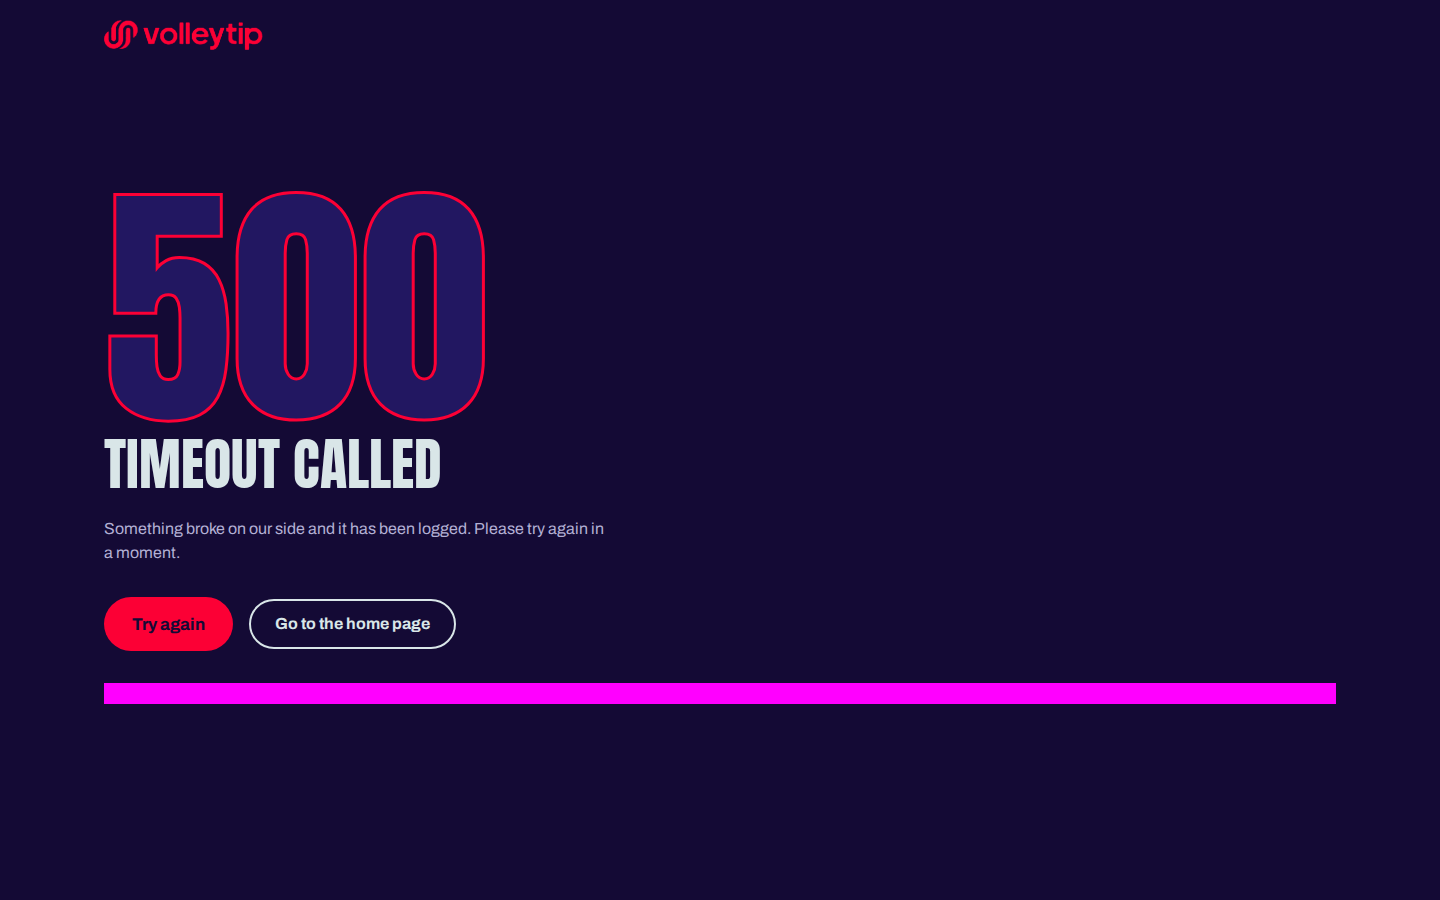 volleytip
500
TIMEOUT CALLED
Something broke on our side and it has been logged. Please try again in
a moment.
Try again
Go to the home page